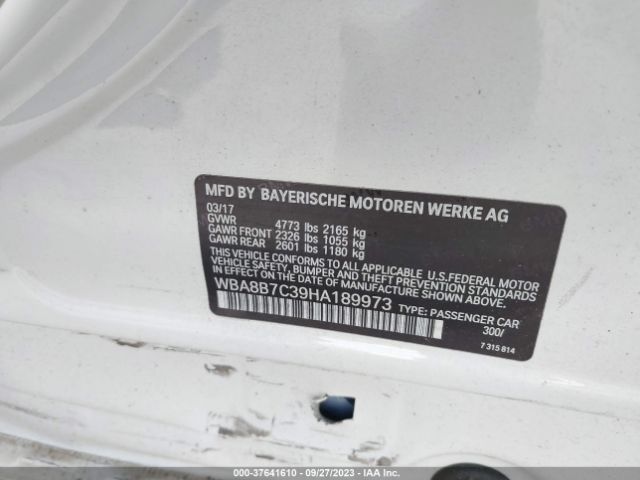 MFD BY BAYERISCHE MOTOREN WERKE AG
03/17
GVWR 4773 lbs 2165 kg
GAWR FRONT 2326 lbs 1055 kg
GAWR REAR 2601 lbs 1180 kg
THIS VEHICLE CONFORMS TO ALL APPLICABLE U.S.FEDERAL MOTOR
VEHICLE SAFETY, BUMPER AND THEFT PREVENTION STANDARDS
IN EFFECT ON THE DATE OF MANUFACTURE SHOWN ABOVE.
WBA8B7C39HA189973 TYPE: PASSENGER CAR
300/
7 315 814
000-37641610 | 09/27/2023 | IAAI